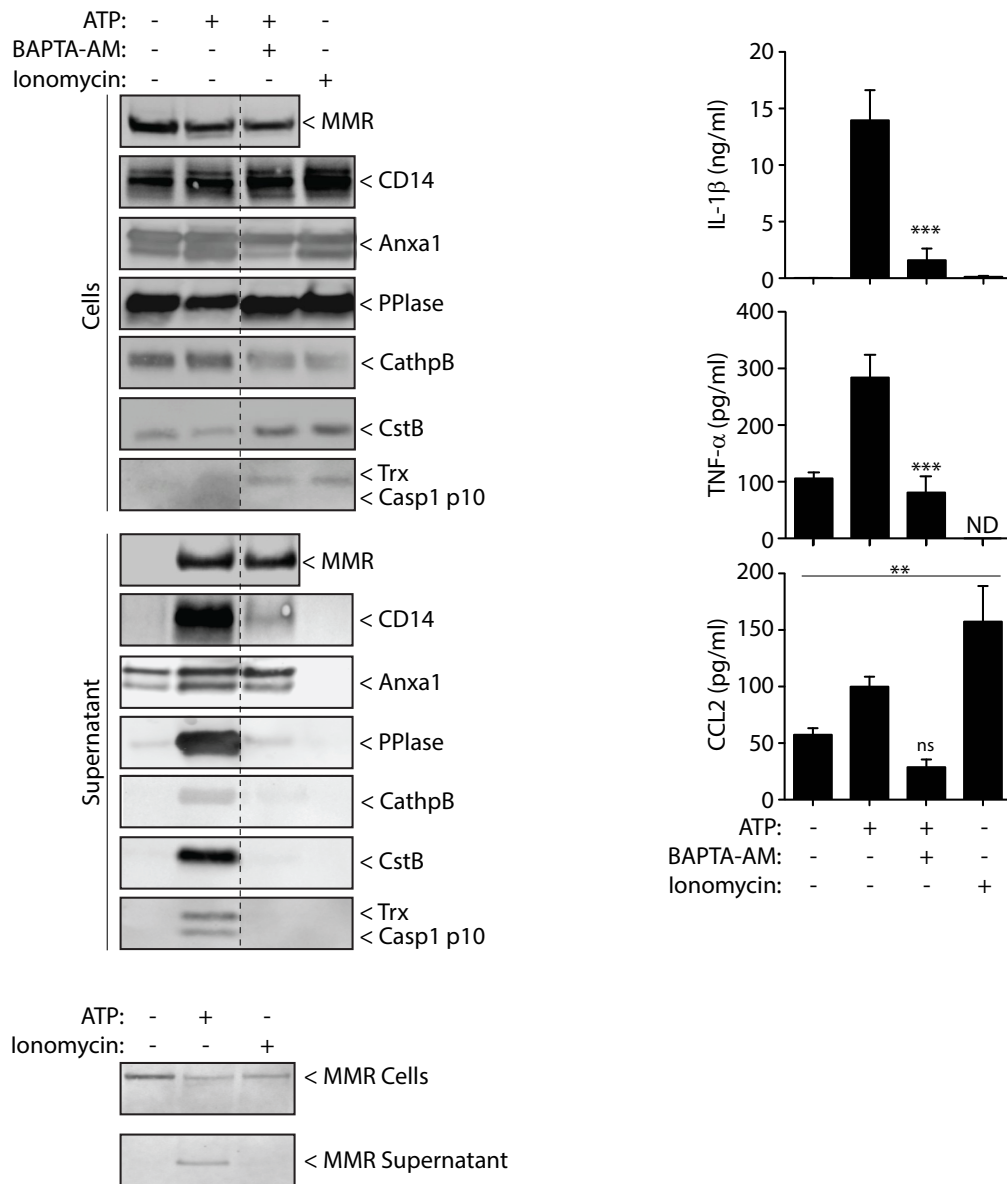 ATP: - + + -
BAPTA-AM: - - + -
Ionomycin: - - - +
Cells
< MMR
< CD14
< Anxa1
< PPIase
< CathpB
< CstB
< Trx
< Casp1 p10
Supernatant
< MMR
< CD14
< Anxa1
< PPIase
< CathpB
< CstB
< Trx
< Casp1 p10
ATP: - + -
Ionomycin: - - +
< MMR Cells
< MMR Supernatant
IL-1β (ng/ml)
20
15
10
5
0
***
TNF-α (pg/ml)
400
300
200
100
0
***
ND
CCL2 (pg/ml)
200
150
100
50
0
**
ns
ATP: - + + -
BAPTA-AM: - - + -
Ionomycin: - - - +